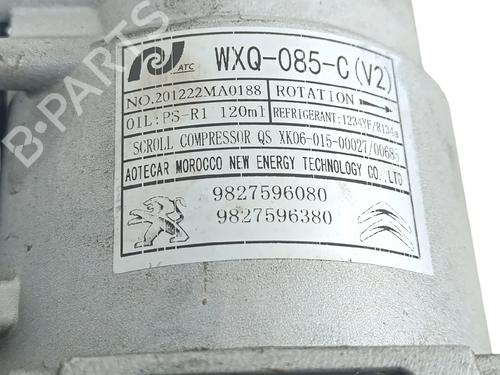 ATC WXQ-085-C(V2)
NO.201222MA0188 ROTATION
OIL:PS-R1 120ml REFRIGERANT:1234YF/R134a
SCROLL COMPRESSOR QS XK06-015-00027/00685
AOTECAR MOROCCO NEW ENERGY TECHNOLOGY CO.,LTD
9827596080
9827596380
B-PARTS